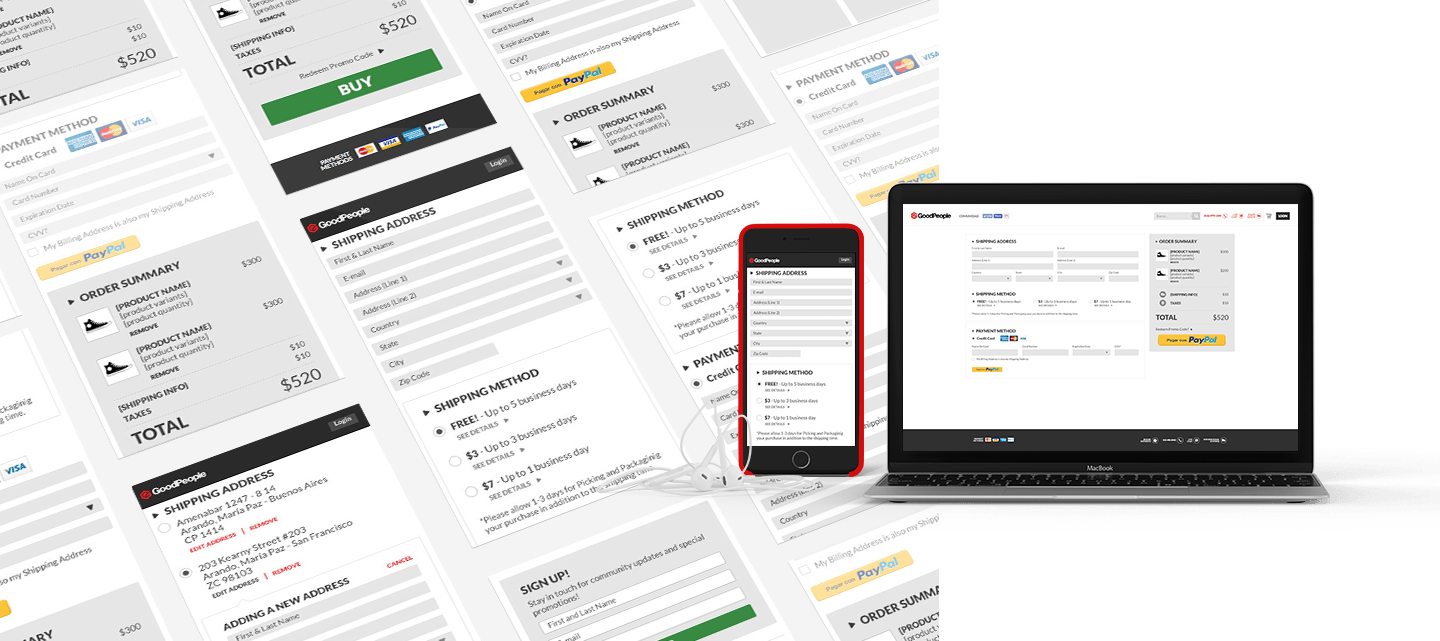 [PRODUCT NAME]
[product variants]
[product quantity]
REMOVE
$10
$10
[SHIPPING INFO]
TAXES
TOTAL
$520
PAYMENT METHOD
Credit Card
VISA
Name On Card
Card Number
Expiration Date
CVV?
My Billing Address is also my Shipping Address
Pagar con PayPal
ORDER SUMMARY
[PRODUCT NAME]
[product variants]
[product quantity]
REMOVE
$300
[PRODUCT NAME]
[product variants]
[product quantity]
REMOVE
$300
[SHIPPING INFO]
$10
TAXES
$10
TOTAL
$520
VISA
REMOVE
[SHIPPING INFO]
TAXES
TOTAL
$520
Redeem Promo Code
BUY
PAYMENT METHODS
VISA
PayPal
GoodPeople
Login
SHIPPING ADDRESS
First & Last Name
E-mail
Address (Line 1)
Address (Line 2)
Country
State
City
Zip Code
SHIPPING METHOD
FREE! - Up to 5 business days
SEE DETAILS
$3 - Up to 3 business days
SEE DETAILS
$7 - Up to 1 business day
SEE DETAILS
*Please allow 1-3 days for Picking and Packaginig
your purchase in addition to the shipping time.
GoodPeople
Login
SHIPPING ADDRESS
Amenabar 1247 - 8 14
Arando, Maria Paz - Buenos Aires
CP 1414
EDIT ADDRESS | REMOVE
203 Kearny Street #203
Arando, Maria Paz - San Francisco
ZC 98103
EDIT ADDRESS | REMOVE
CANCEL
ADDING A NEW ADDRESS
First & Last Name
Name On Card
Card Number
Expiration Date
CVV?
My Billing Address is also my Shipping Address
Pagar con PayPal
ORDER SUMMARY
[PRODUCT NAME]
[product variants]
[product quantity]
REMOVE
$300
[PRODUCT NAME]
$300
SHIPPING METHOD
FREE! - Up to 5 business days
SEE DETAILS
$3 - Up to 3 business
SEE DETAILS
$7 - Up to 1 business
SEE DETAILS
*Please allow 1-3 days
your purchase in addition
Credit
SIGN UP!
Stay in touch for community updates and special
promotions!
First and Last Name
E-mail
PAYMENT METHOD
Credit Card
VISA
Name On Card
Card Number
Expiration Date
CVV?
My Billing Address
Country
My Billing Address is also my
Pagar con PayPal
ORDER SUMMA
GoodPeople
Login
SHIPPING ADDRESS
First & Last Name
E-mail
Address (Line 1)
Address (Line 2)
Country
State
City
Zip Code
SHIPPING METHOD
FREE! - Up to 5 business days
SEE DETAILS
$3 - Up to 3 business days
SEE DETAILS
$7 - Up to 1 business day
SEE DETAILS
*Please allow 1-3 days for Picking and Packaging
your purchase in addition to the shipping time.
GoodPeople
LOGIN
SHIPPING ADDRESS
SHIPPING METHOD
PAYMENT METHOD
Credit Card
ORDER SUMMARY
[PRODUCT NAME]
$300
[PRODUCT NAME]
$200
[SHIPPING INFO]
TAXES
TOTAL
$520
Pagar con PayPal
MacBook